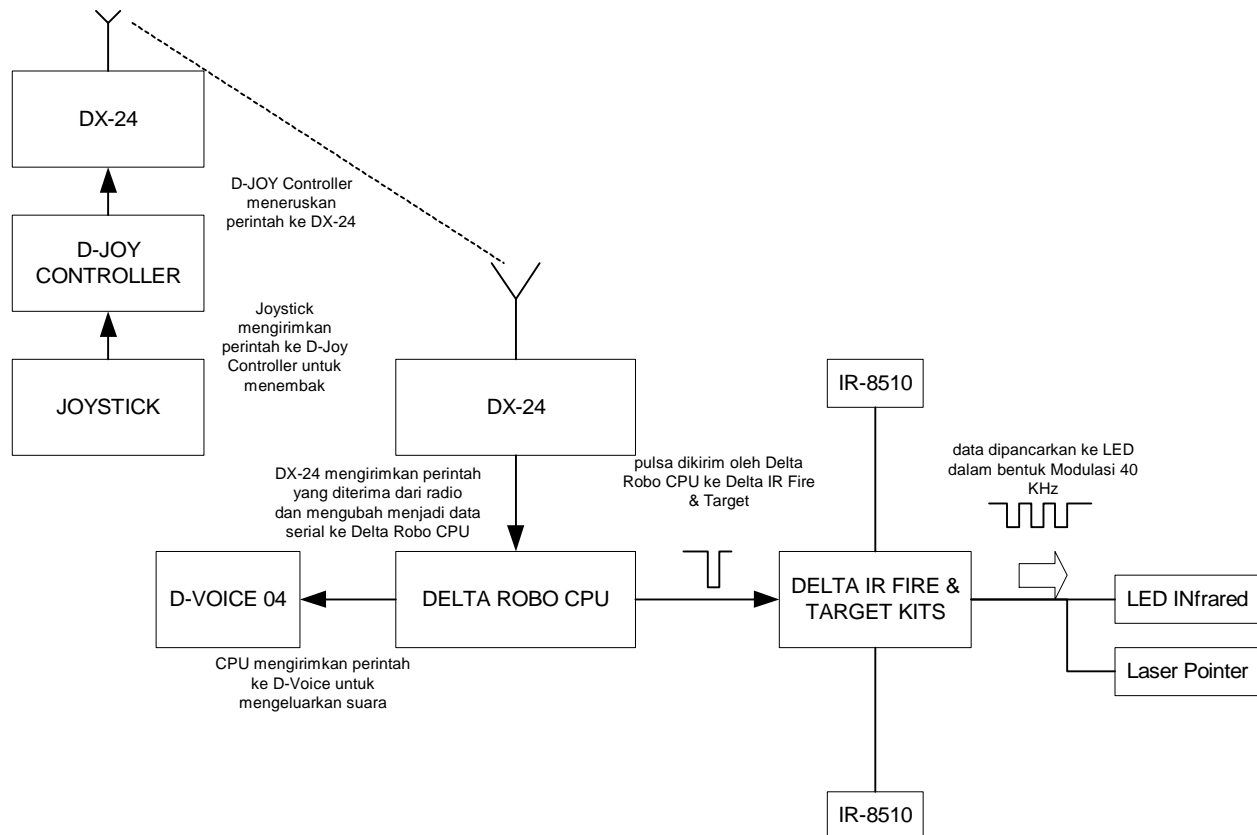 DX-24
D-JOY Controller
meneruskan
perintah ke DX-24
D-JOY
CONTROLLER
Joystick
mengirimkan
perintah ke D-Joy
Controller untuk
menembak
JOYSTICK
DX-24
IR-8510
DX-24 mengirimkan perintah
yang diterima dari radio
dan mengubah menjadi data
serial ke Delta Robo CPU
pulsa dikirim oleh Delta
Robo CPU ke Delta IR Fire
& Target
data dipancarkan ke LED
dalam bentuk Modulasi 40
KHz
D-VOICE 04
DELTA ROBO CPU
DELTA IR FIRE &
TARGET KITS
LED INfrared
Laser Pointer
CPU mengirimkan perintah
ke D-Voice untuk
mengeluarkan suara
IR-8510